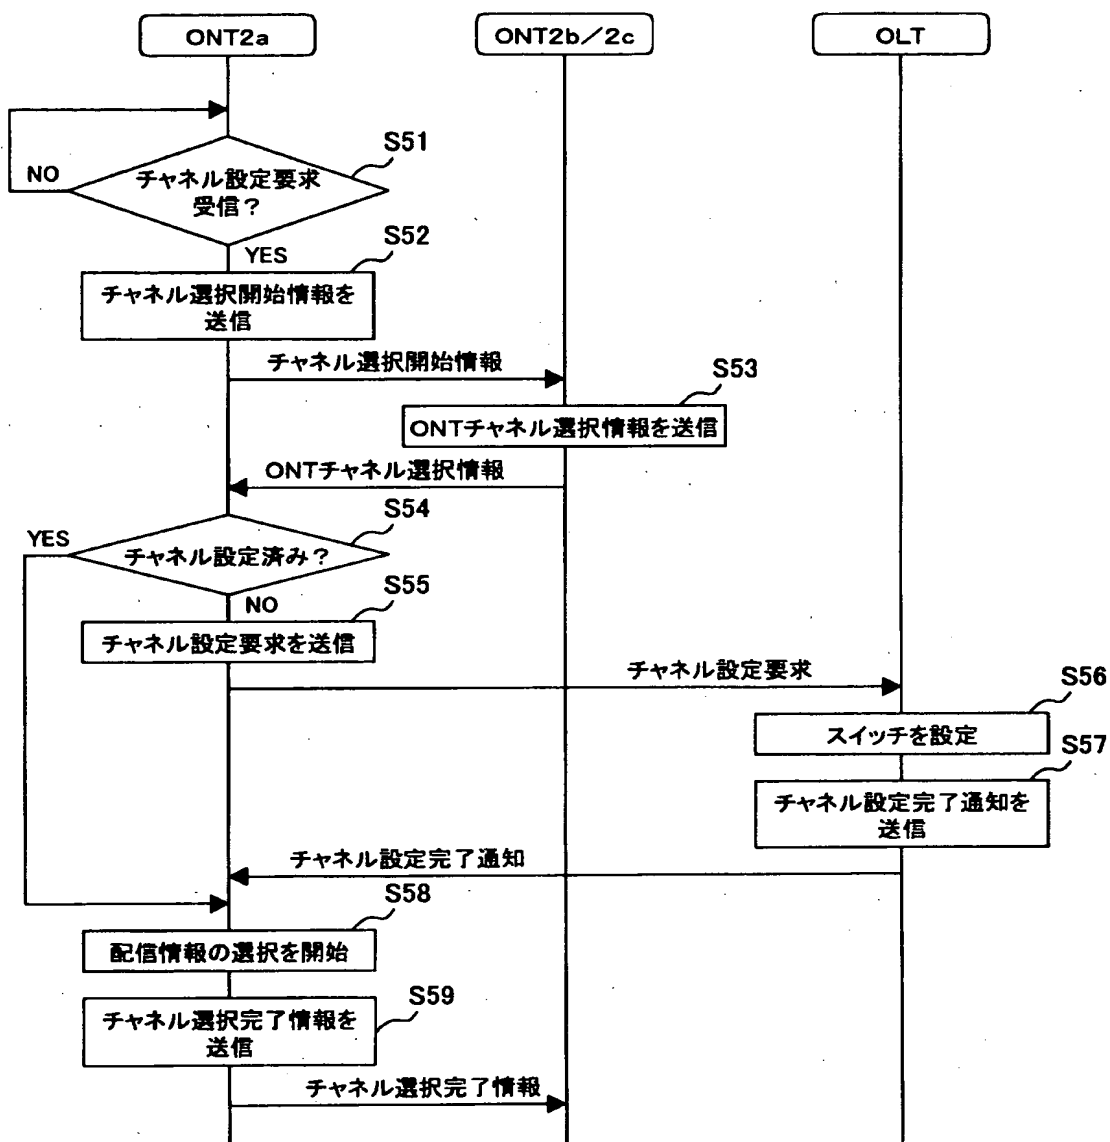 ONT2a
ONT2b／2c
OLT
S51
NO
チャネル設定要求
受信？
YES
S52
チャネル選択開始情報を
送信
チャネル選択開始情報
S53
ONTチャネル選択情報を送信
ONTチャネル選択情報
S54
YES
チャネル設定済み？
NO
S55
チャネル設定要求を送信
チャネル設定要求
S56
スイッチを設定
S57
チャネル設定完了通知を
送信
チャネル設定完了通知
S58
配信情報の選択を開始
S59
チャネル選択完了情報を
送信
チャネル選択完了情報